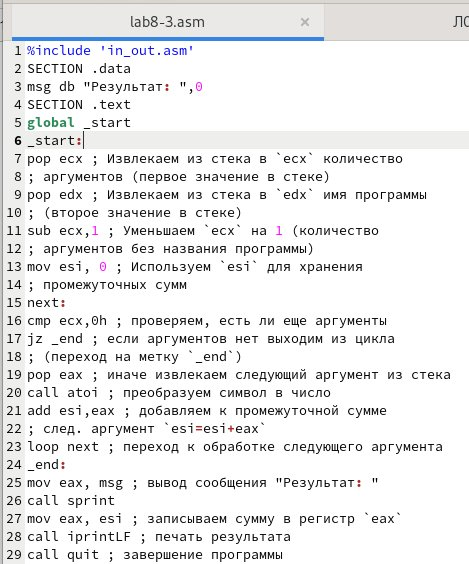 lab8-3.asm
ЛО
1 %include 'in_out.asm'
2 SECTION .data
3 msg db "Результат: ",0
4 SECTION .text
5 global _start
6 _start:
7 pop ecx ; Извлекаем из стека в `ecx` количество
8 ; аргументов (первое значение в стеке)
9 pop edx ; Извлекаем из стека в `edx` имя программы
10 ; (второе значение в стеке)
11 sub ecx,1 ; Уменьшаем `ecx` на 1 (количество
12 ; аргументов без названия программы)
13 mov esi, 0 ; Используем `esi` для хранения
14 ; промежуточных сумм
15 next:
16 cmp ecx,0h ; проверяем, есть ли еще аргументы
17 jz _end ; если аргументов нет выходим из цикла
18 ; (переход на метку `_end`)
19 pop eax ; иначе извлекаем следующий аргумент из стека
20 call atoi ; преобразуем символ в число
21 add esi,eax ; добавляем к промежуточной сумме
22 ; след. аргумент `esi=esi+eax`
23 loop next ; переход к обработке следующего аргумента
24 _end:
25 mov eax, msg ; вывод сообщения "Результат: "
26 call sprint
27 mov eax, esi ; записываем сумму в регистр `eax`
28 call iprintLF ; печать результата
29 call quit ; завершение программы